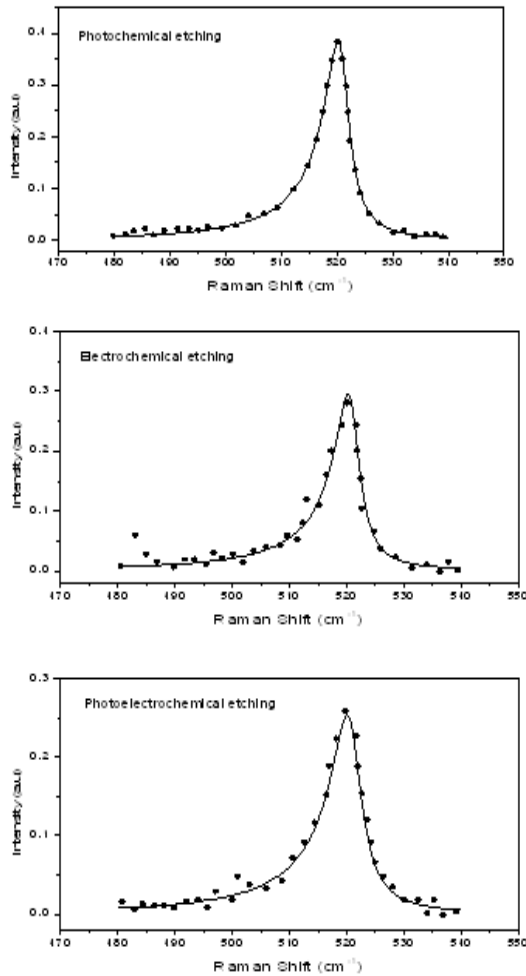 Photochemical etching
0.4
0.3
0.2
0.1
0.0
Intensity (a.u)
470 480 490 500 510 520 530 540 550
Raman Shift (cm⁻¹)
0.4
Electrochemical etching
0.3
0.2
0.1
0.0
Intensity (a.u)
470 480 490 500 510 520 530 540 550
Raman Shift (cm⁻¹)
0.3
Photoelectrochemical etching
0.2
0.1
0.0
Intensity (a.u)
470 480 490 500 510 520 530 540 550
Raman Shift (cm⁻¹)